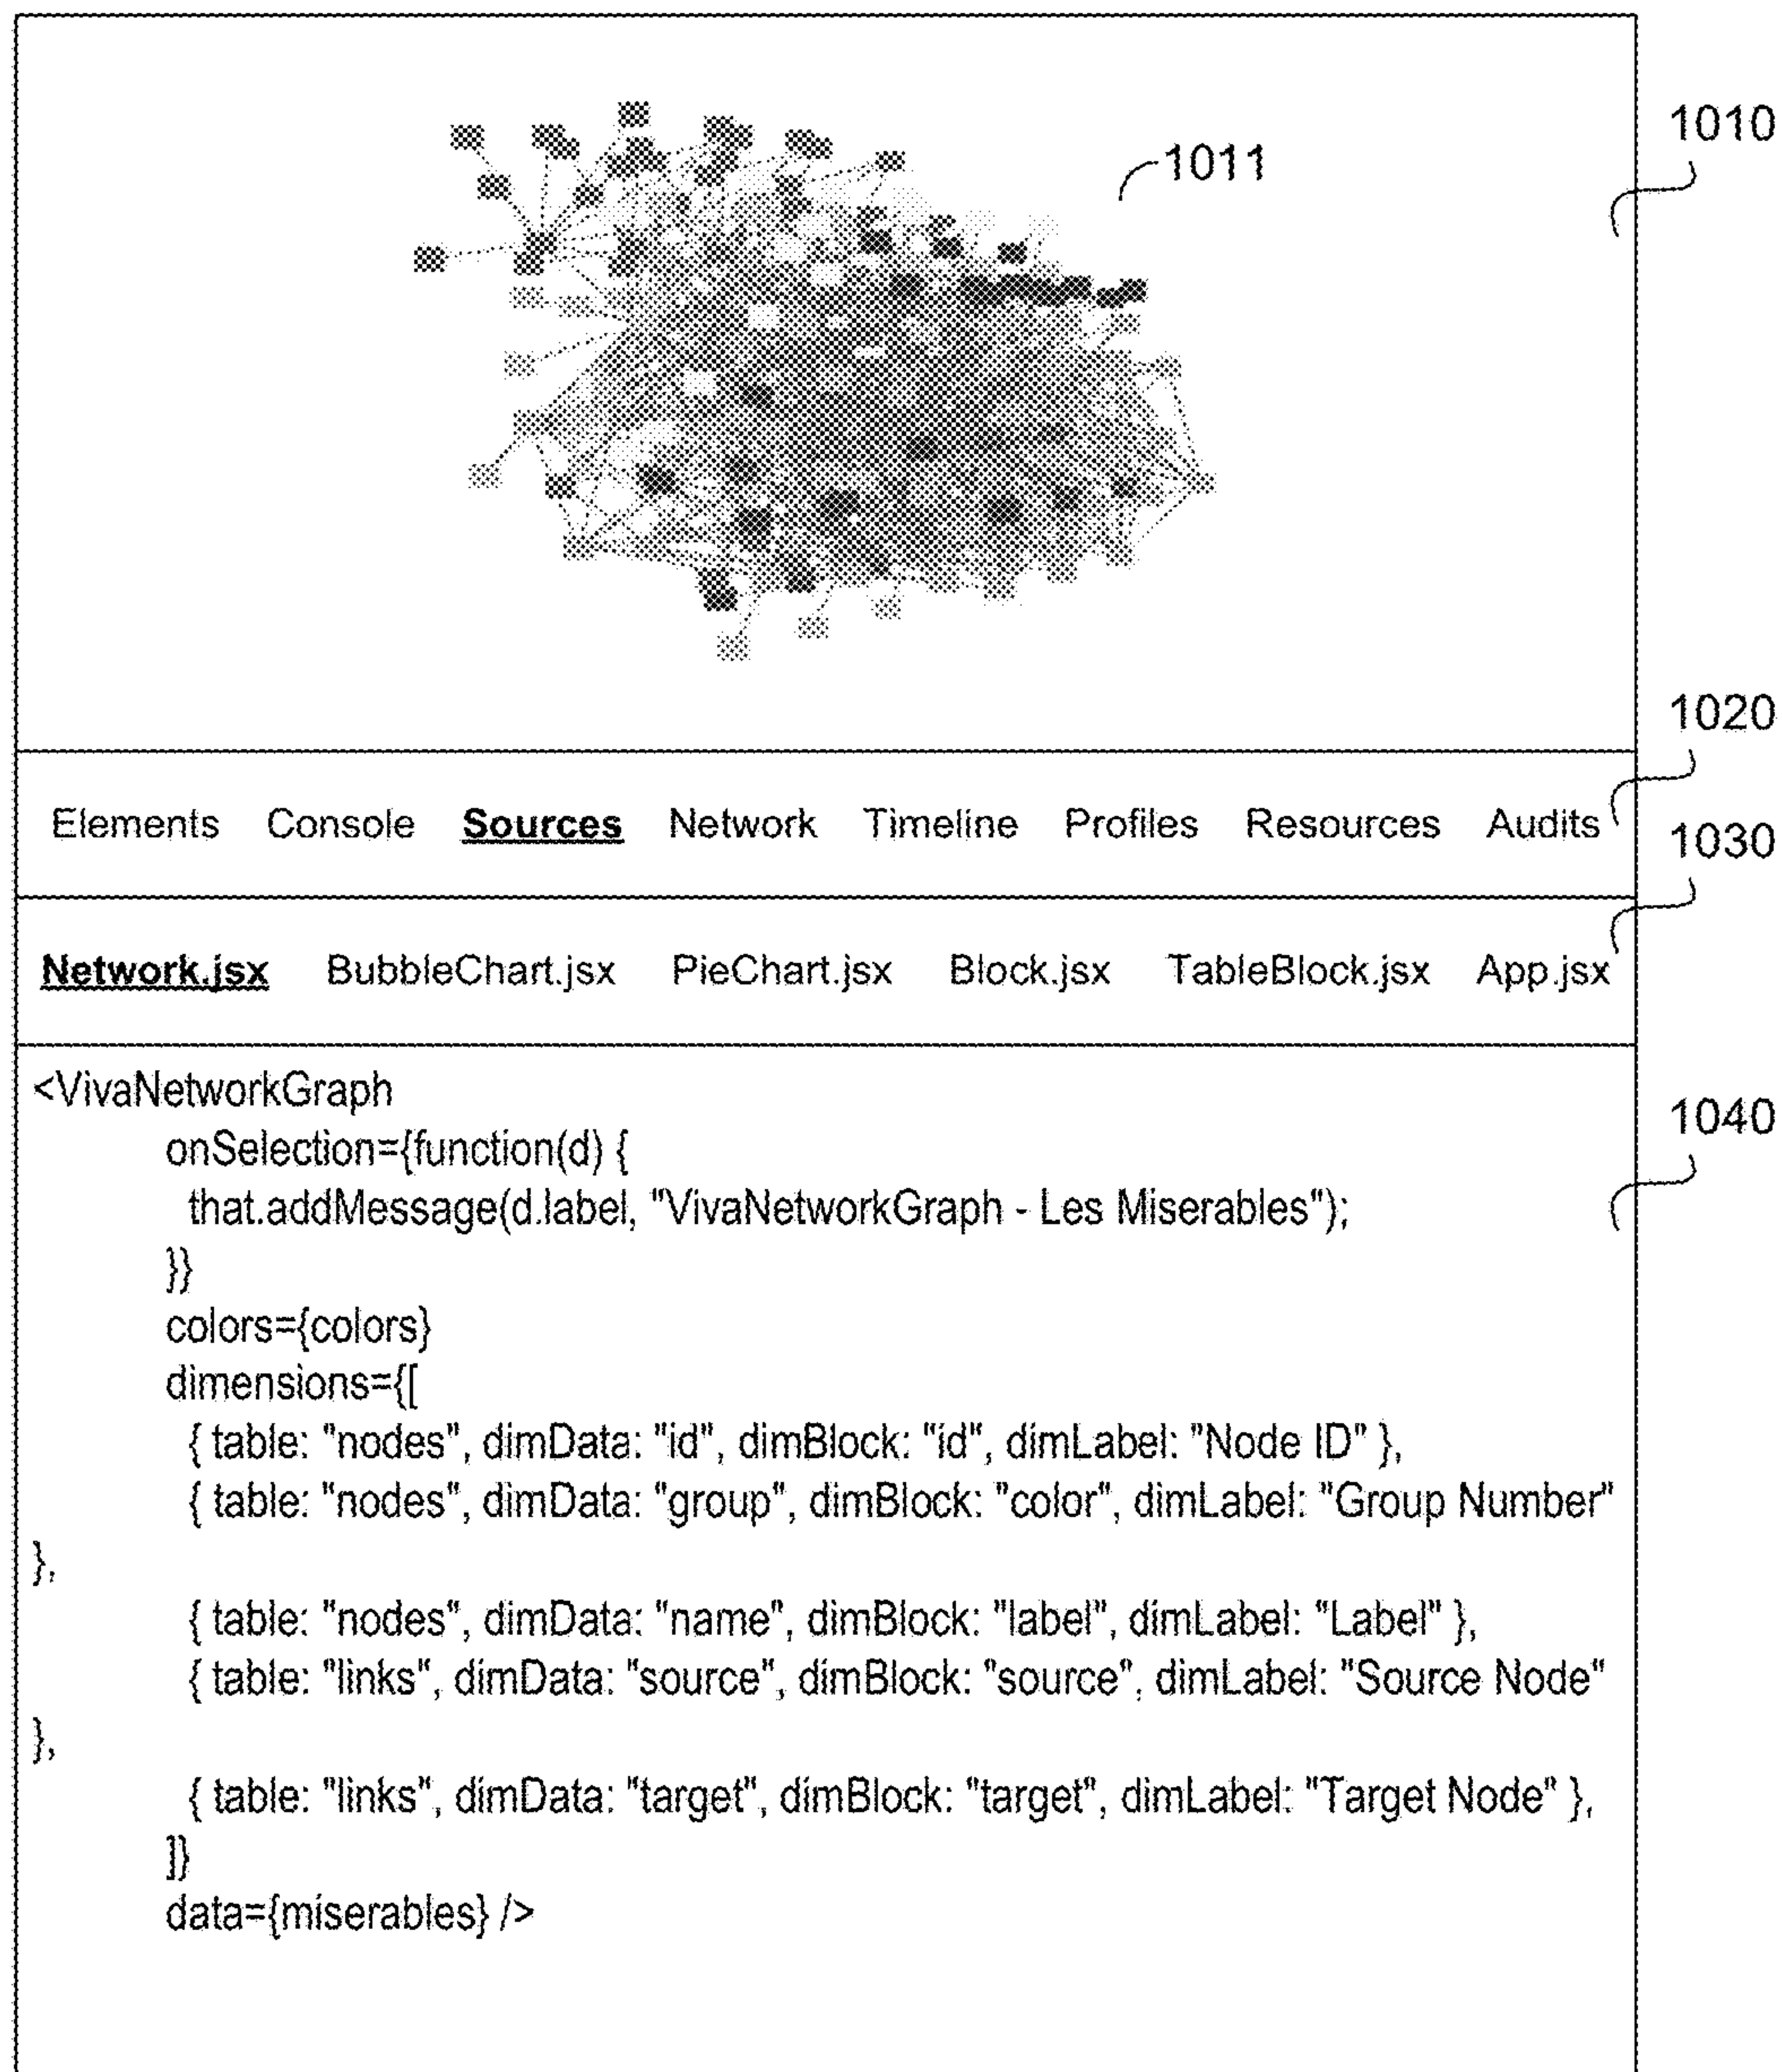 1010
1011
1020
Elements Console Sources Network Timeline Profiles Resources Audits
1030
Network.jsx BubbleChart.jsx PieChart.jsx Block.jsx TableBlock.jsx App.jsx
<VivaNetworkGraph
1040
onSelection={function(d) {
that.addMessage(d.label, "VivaNetworkGraph - Les Miserables");
}}
colors={colors}
dimensions={[
{ table: "nodes", dimData: "id", dimBlock: "id", dimLabel: "Node ID" },
{ table: "nodes", dimData: "group", dimBlock: "color", dimLabel: "Group Number"
},
{ table: "nodes", dimData: "name", dimBlock: "label", dimLabel: "Label" },
{ table: "links", dimData: "source", dimBlock: "source", dimLabel: "Source Node"
},
{ table: "links", dimData: "target", dimBlock: "target", dimLabel: "Target Node" },
]}
data={miserables} />